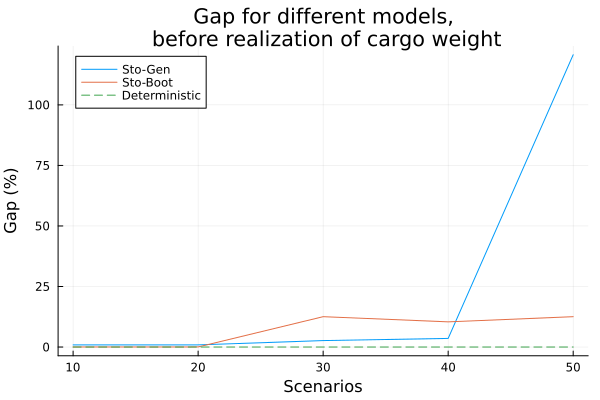 Gap for different models,
before realization of cargo weight
Sto-Gen
Sto-Boot
Deterministic
Gap (%)
100
75
50
25
0
10 20 30 40 50
Scenarios